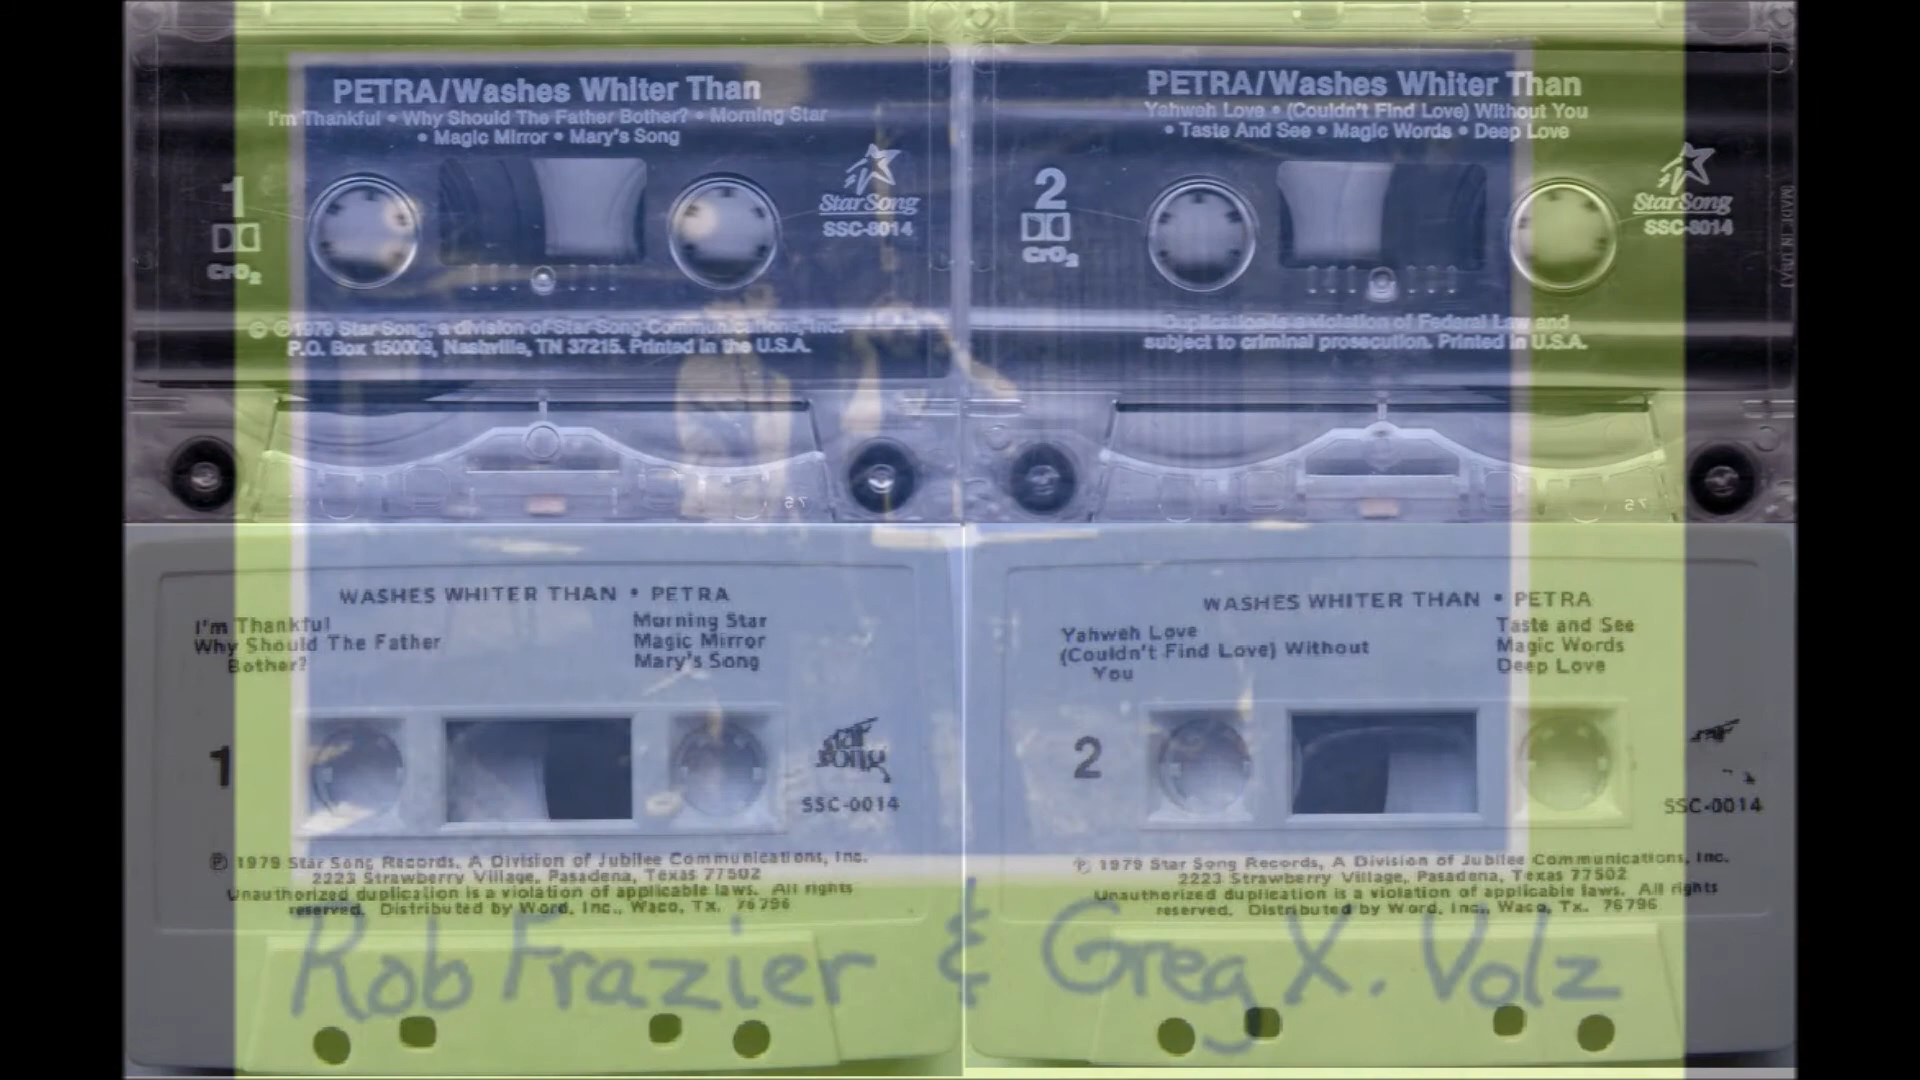 PETRA/Washes Whiter Than
I'm Thankful • Why Should The Father Bother? • Morning Star
• Magic Mirror • Mary's Song
1
CrO₂
Star Song
SSC-8014
© ℗ 1979 Star Song, a division of Star Song Communications, Inc.
P.O. Box 150009, Nashville, TN 37215. Printed in the U.S.A.
57
PETRA/Washes Whiter Than
Yahweh Love • (Couldn't Find Love) Without You
• Taste And See • Magic Words • Deep Love
2
CrO₂
Star Song
SSC-8014
Duplication is a violation of Federal Law and
subject to criminal prosecution. Printed in U.S.A.
57
WASHES WHITER THAN • PETRA
I'm Thankful
Why Should The Father
Bother?
Morning Star
Magic Mirror
Mary's Song
1
star
song
SSC-0014
℗ 1979 Star Song Records, A Division of Jubilee Communications, Inc.
2223 Strawberry Village, Pasadena, Texas 77502
Unauthorized duplication is a violation of applicable laws. All rights
reserved. Distributed by Word, Inc., Waco, Tx. 76796
WASHES WHITER THAN • PETRA
Yahweh Love
(Couldn't Find Love) Without
You
Taste and See
Magic Words
Deep Love
2
SSC-0014
℗ 1979 Star Song Records, A Division of Jubilee Communications, Inc.
2223 Strawberry Village, Pasadena, Texas 77502
Unauthorized duplication is a violation of applicable laws. All rights
reserved. Distributed by Word, Inc., Waco, Tx. 76796
Rob Frazier & Greg X. Volz